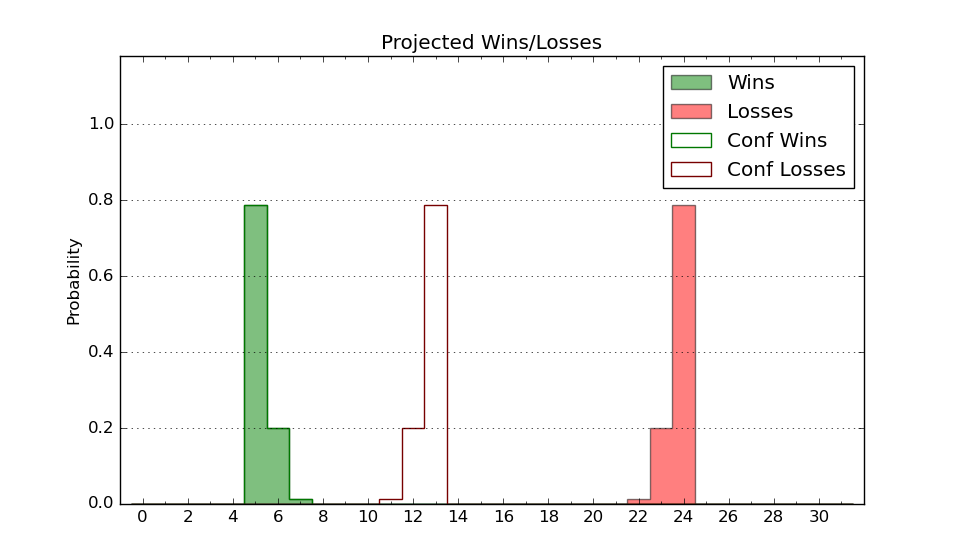 Projected Wins/Losses
Wins
Losses
Conf Wins
Conf Losses
Probability
1.0
0.8
0.6
0.4
0.2
0.0
0 2 4 6 8 10 12 14 16 18 20 22 24 26 28 30